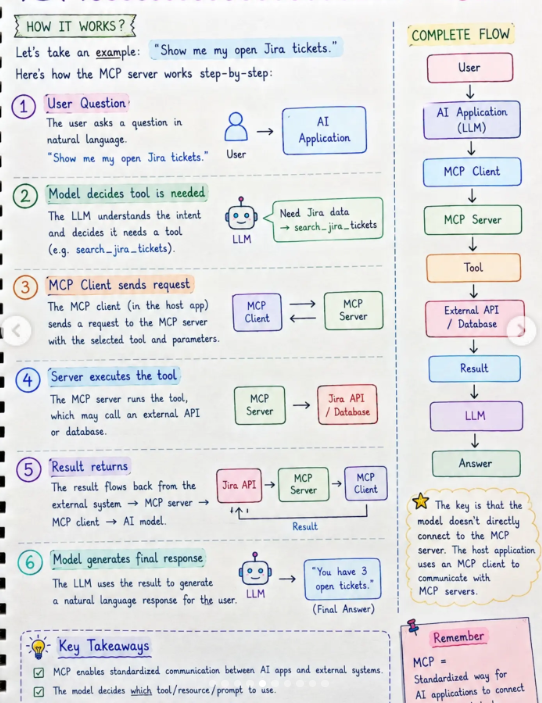 HOW IT WORKS?
Let's take an example: "Show me my open Jira tickets."
Here's how the MCP server works step-by-step:
1 User Question
The user asks a question in
natural language.
"Show me my open Jira tickets."
User
AI
Application
2 Model decides tool is needed
The LLM understands the intent
and decides it needs a tool
(e.g. search_jira_tickets).
LLM
Need Jira data
→ search_jira_tickets
3 MCP Client sends request
The MCP client (in the host app)
sends a request to the MCP server
with the selected tool and parameters.
MCP
Client
MCP
Server
4 Server executes the tool
The MCP server runs the tool,
which may call an external API
or database.
MCP
Server
Jira API
/ Database
5 Result returns
The result flows back from the
external system → MCP server →
MCP client → AI model.
Jira API
MCP
Server
MCP
Client
Result
6 Model generates final response
The LLM uses the result to generate
a natural language response for the user.
LLM
"You have 3
open tickets."
(Final Answer)
Key Takeaways
MCP enables standardized communication between AI apps and external systems.
The model decides which tool/resource/prompt to use.
COMPLETE FLOW
User
AI Application
(LLM)
MCP Client
MCP Server
Tool
External API
/ Database
Result
LLM
Answer
The key is that the
model doesn't directly
connect to the MCP
server. The host application
uses an MCP client to
communicate with
MCP servers.
Remember
MCP =
Standardized way for
AI applications to connect